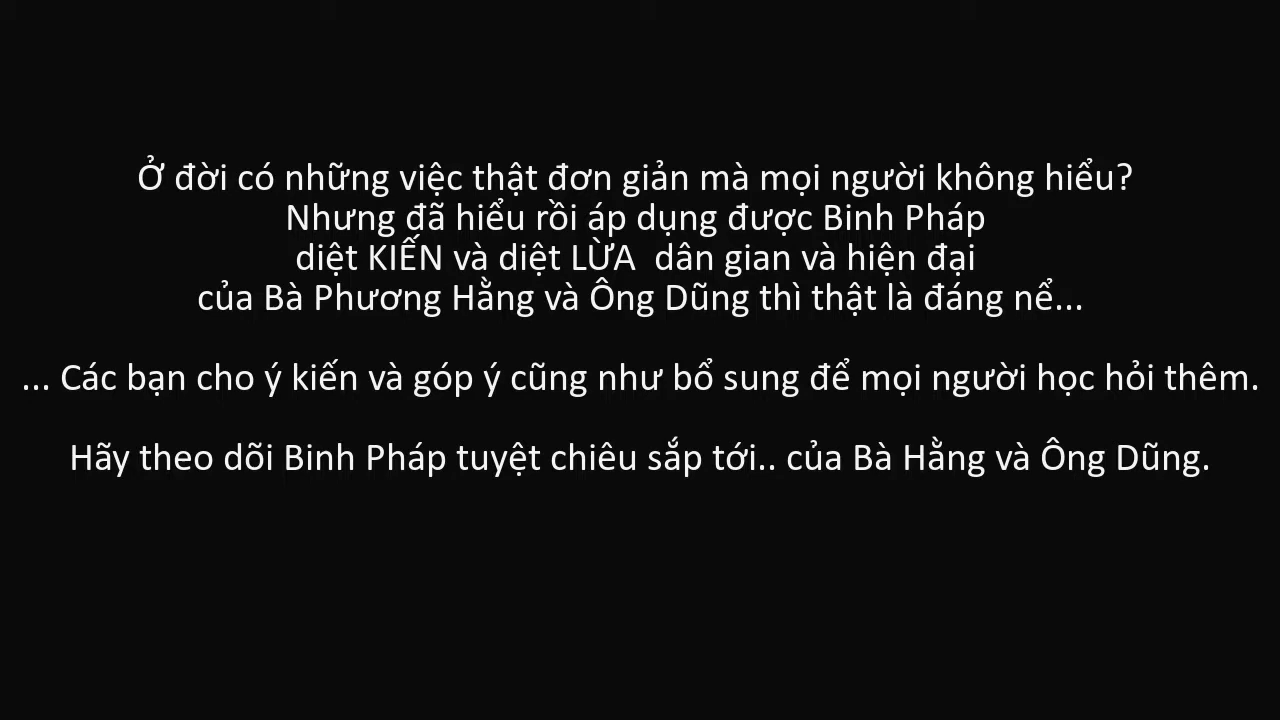 Ở đời có những việc thật đơn giản mà mọi người không hiểu?
Nhưng đã hiểu rồi áp dụng được Binh Pháp
diệt KIẾN và diệt LỪA  dân gian và hiện đại
của Bà Phương Hằng và Ông Dũng thì thật là đáng nể...
... Các bạn cho ý kiến và góp ý cũng như bổ sung để mọi người học hỏi thêm.
Hãy theo dõi Binh Pháp tuyệt chiêu sắp tới.. của Bà Hằng và Ông Dũng.